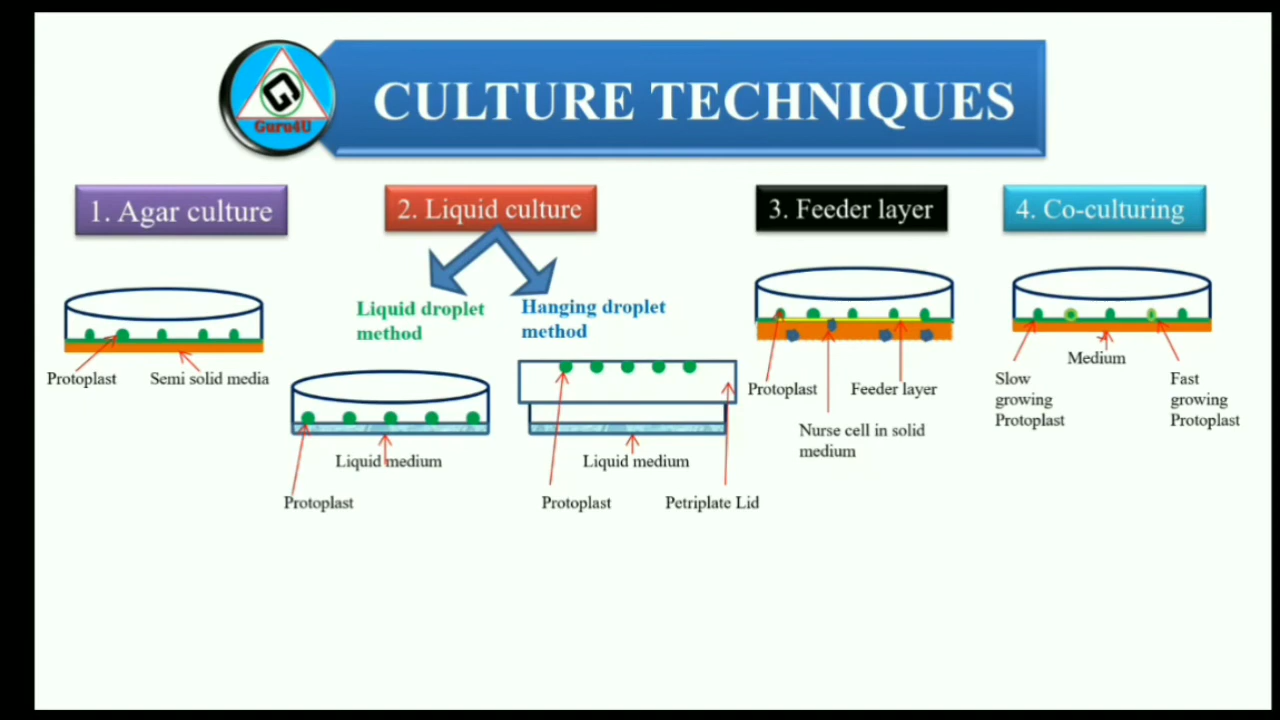 Guru4U
CULTURE TECHNIQUES
1. Agar culture
2. Liquid culture
3. Feeder layer
4. Co-culturing
Liquid droplet
method
Hanging droplet
method
Protoplast
Semi solid media
Liquid medium
Protoplast
Liquid medium
Protoplast
Petriplate Lid
Protoplast
Feeder layer
Nurse cell in solid
medium
Medium
Slow
growing
Protoplast
Fast
growing
Protoplast